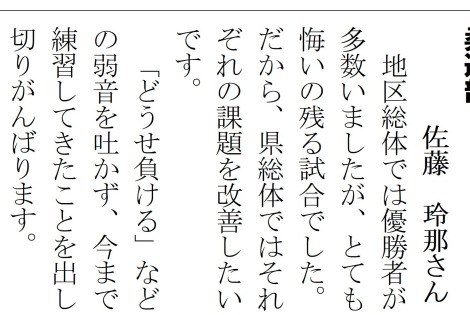 佐藤　玲那さん
　地区総体では優勝者が
多数いましたが、とても
悔いの残る試合でした。
だから、県総体ではそれ
ぞれの課題を改善したい
です。
　「どうせ負ける」など
の弱音を吐かず、今まで
練習してきたことを出し
切りがんばります。